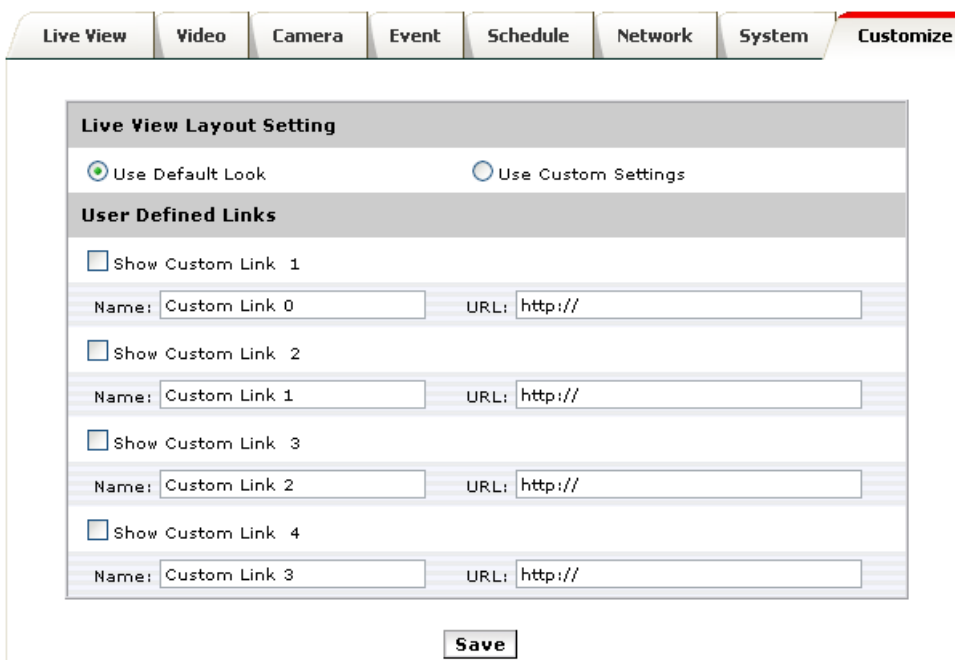 Live View Video Camera Event Schedule Network System Customize
Live View Layout Setting
Use Default Look Use Custom Settings
User Defined Links
Show Custom Link 1
Name: Custom Link 0 URL: http://
Show Custom Link 2
Name: Custom Link 1 URL: http://
Show Custom Link 3
Name: Custom Link 2 URL: http://
Show Custom Link 4
Name: Custom Link 3 URL: http://
Save